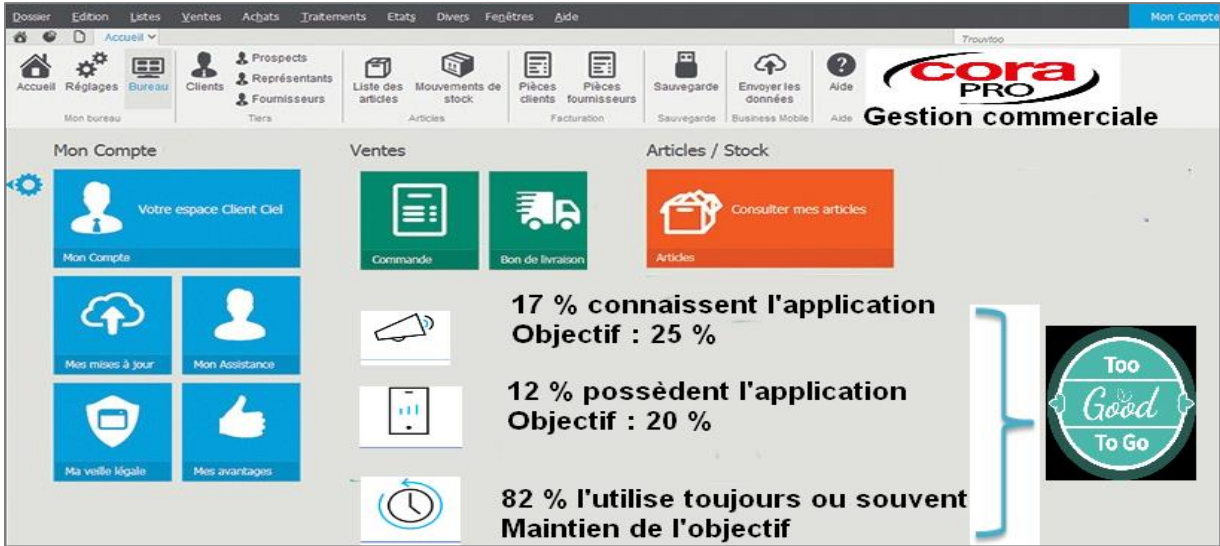 Dossier Edition Listes Ventes Achats Traitements Etats Divers Fenêtres Aide
Mon Compte
Accueil
Trouvtoo
Accueil Réglages Bureau
Mon bureau
Clients
Prospects
Représentants
Fournisseurs
Tiers
Liste des articles
Mouvements de stock
Articles
Pièces clients
Pièces fournisseurs
Facturation
Sauvegarde
Sauvegarde
Envoyer les données
Business Mobile
Aide
Aide
cora
PRO
Gestion commerciale
Mon Compte
Votre espace Client Ciel
Mon Compte
Mes mises à jour
Mon Assistance
Ma veille légale
Mes avantages
Ventes
Commande
Bon de livraison
Articles / Stock
Consulter mes articles
Articles
17 % connaissent l'application
Objectif : 25 %
12 % possèdent l'application
Objectif : 20 %
82 % l'utilise toujours ou souvent
Maintien de l'objectif
Too
Good
To Go